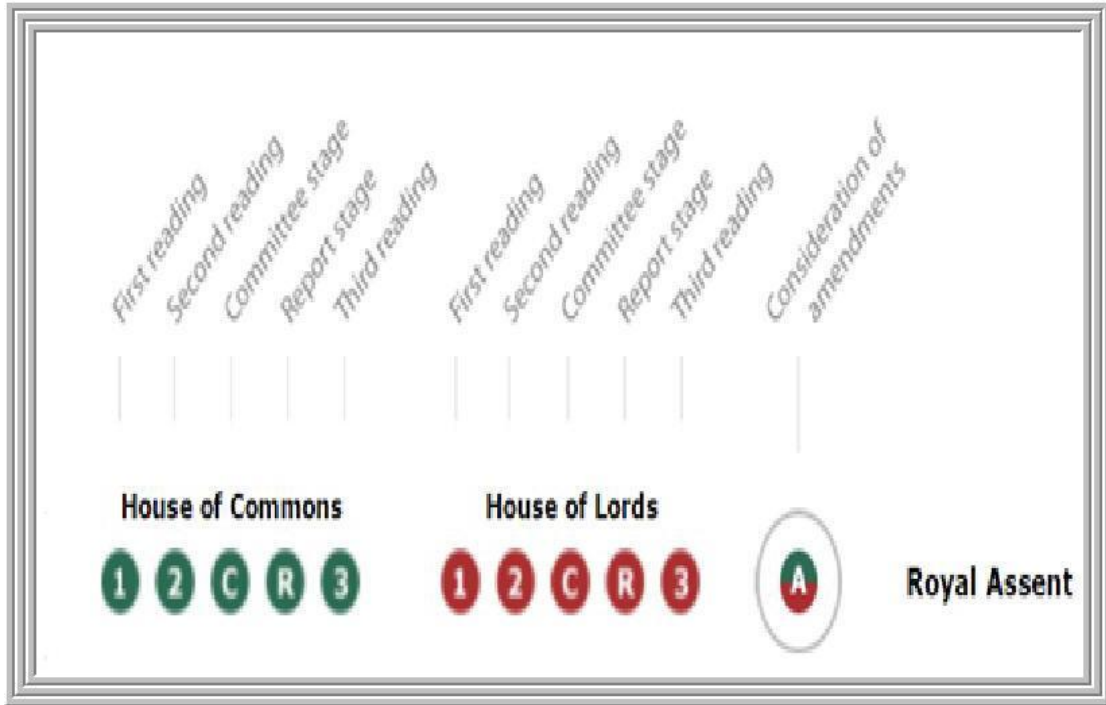 First reading
Second reading
Committee stage
Report stage
Third reading
First reading
Second reading
Committee stage
Report stage
Third reading
Consideration of
amendments
House of Commons
House of Lords
1 2 C R 3
1 2 C R 3
A
Royal Assent